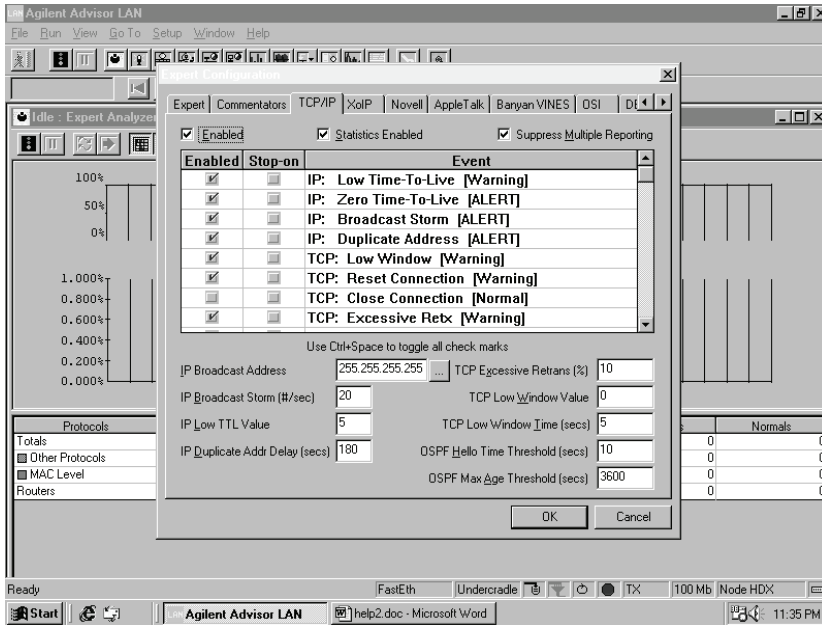 LAN Agilent Advisor LAN
File Run View Go To Setup Window Help
Expert Configuration
Expert Commentators TCP/IP XoIP Novell AppleTalk Banyan VINES OSI
Idle : Expert Analyze
Enabled Statistics Enabled Suppress Multiple Reporting
Enabled Stop-on Event
IP: Low Time-To-Live [Warning]
IP: Zero Time-To-Live [ALERT]
IP: Broadcast Storm [ALERT]
IP: Duplicate Address [ALERT]
TCP: Low Window [Warning]
TCP: Reset Connection [Warning]
TCP: Close Connection [Normal]
TCP: Excessive Retx [Warning]
100%
50%
0%
1.000%
0.800%
0.600%
0.400%
0.200%
0.000%
Use Ctrl+Space to toggle all check marks
IP Broadcast Address 255.255.255.255 ... TCP Excessive Retrans (%) 10
IP Broadcast Storm (#/sec) 20 TCP Low Window Value 0
IP Low TTL Value 5 TCP Low Window Time (secs) 5
IP Duplicate Addr Delay (secs) 180 OSPF Hello Time Threshold (secs) 10
OSPF Max Age Threshold (secs) 3600
OK Cancel
Protocols Normals
Totals 0
Other Protocols 0
MAC Level 0
Routers 0
Ready FastEth Undercradle TX 100 Mb Node HDX
Start Agilent Advisor LAN help2.doc - Microsoft Word 11:35 PM